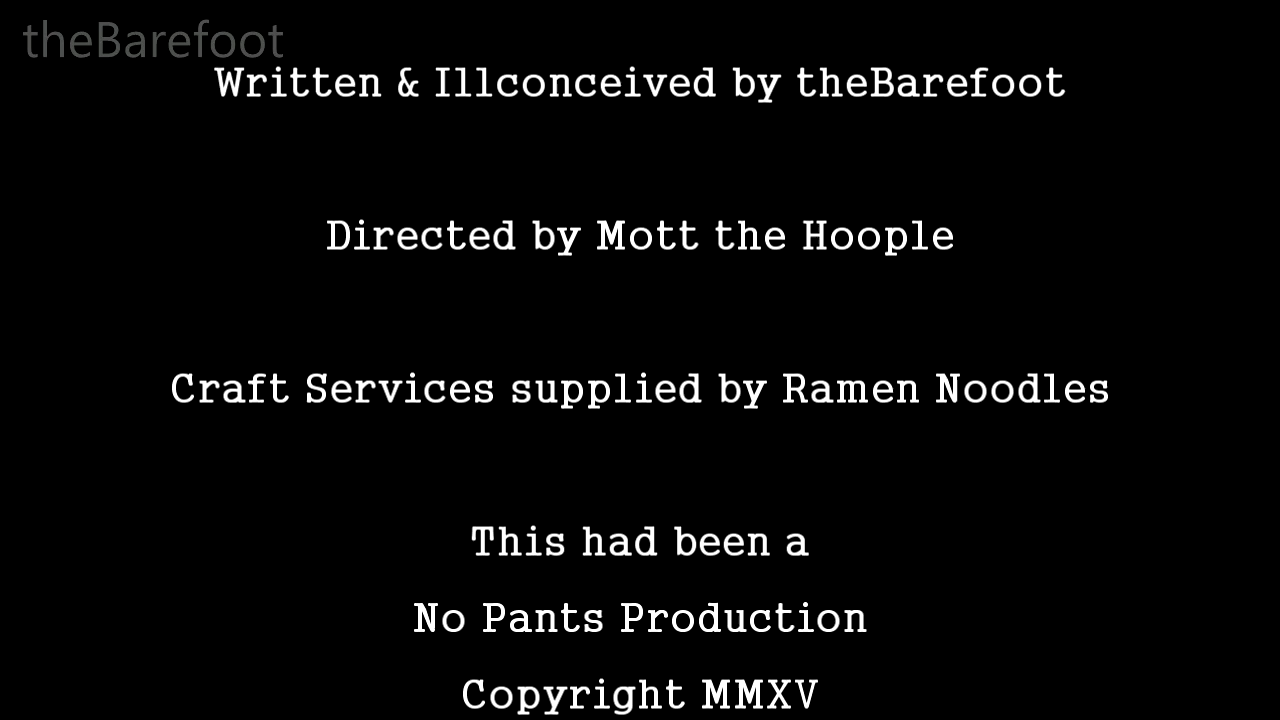 theBarefoot
Written & Illconceived by theBarefoot
Directed by Mott the Hoople
Craft Services supplied by Ramen Noodles
This had been a
No Pants Production
Copyright MMXV